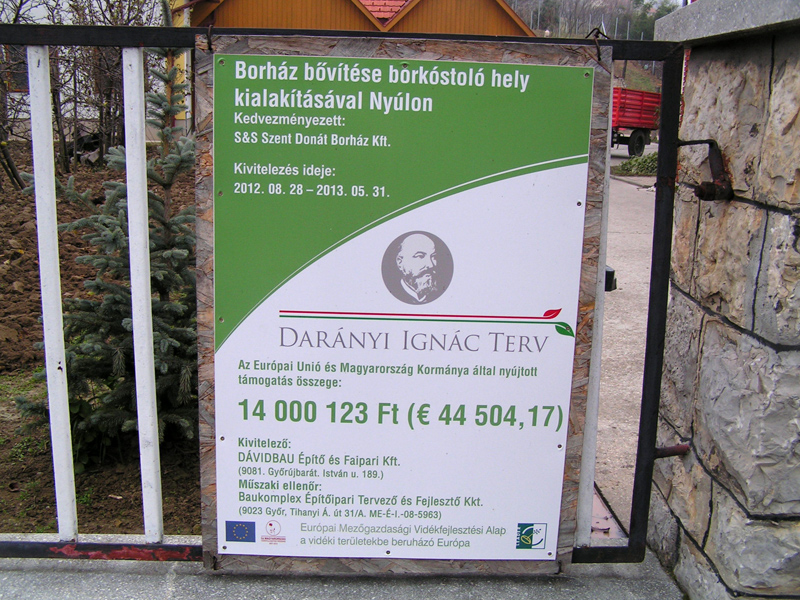 Borház bővítése borkóstoló hely
kialakításával Nyúlon
Kedvezményezett:
S&S Szent Donát Borház Kft.
Kivitelezés ideje:
2012. 08. 28 – 2013. 05. 31.
DARÁNYI IGNÁC TERV
Az Európai Unió és Magyarország Kormánya által nyújtott
támogatás összege:
14 000 123 Ft (€ 44 504,17)
Kivitelező:
DÁVIDBAU Építő és Faipari Kft.
(9081. Győrújbarát. István u. 189.)
Műszaki ellenőr:
Baukomplex Építőipari Tervező és Fejlesztő Kkt.
(9023 Győr, Tihanyi Á. út 31/A. ME-É-I.-08-5963)
Európai Mezőgazdasági Vidékfejlesztési Alap
a vidéki területekbe beruházó Európa